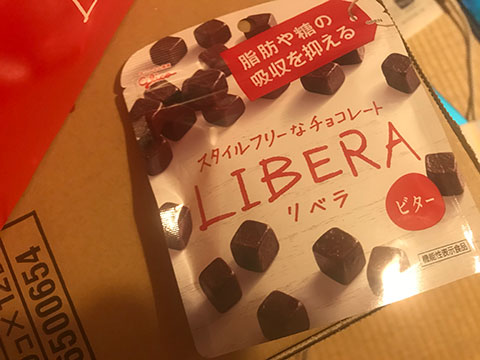 脂肪や糖の
吸収を抑える
Glico
スタイルフリーなチョコレート
LIBERA
リベラ
ビター
機能性表示食品
6500654